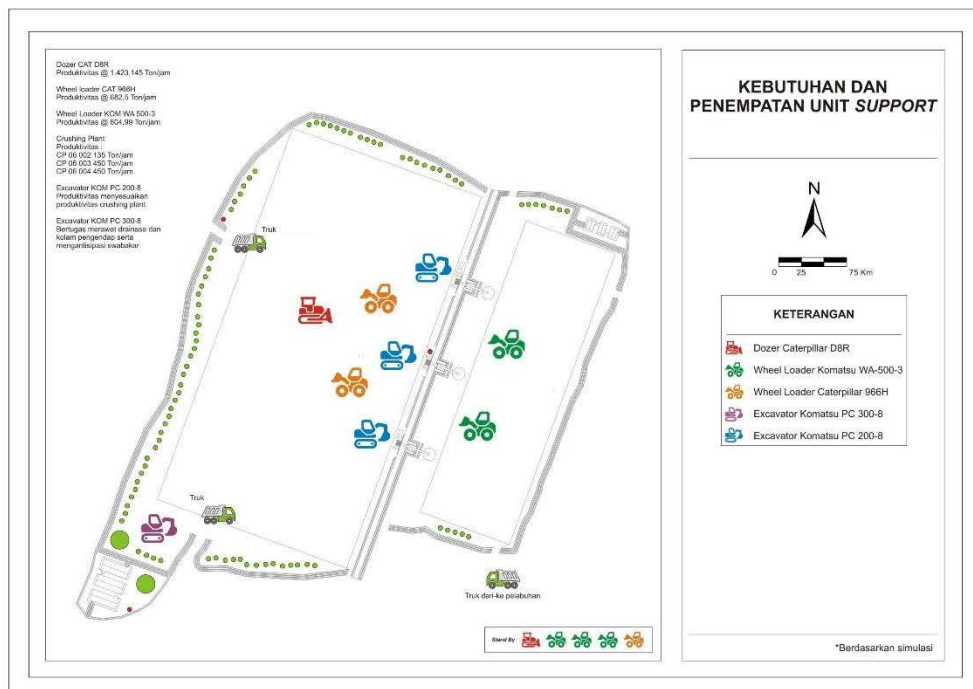 Dozer CAT D8R
Produktivitas @ 1.423,145 Ton/jam
Wheel loader CAT 966H
Produktivitas @ 682,5 Ton/jam
Wheel Loader KOM WA 500-3
Produktivitas @ 604,99 Ton/jam
Crushing Plant
Produktivitas :
CP 06 002 135 Ton/jam
CP 06 003 450 Ton/jam
CP 06 004 450 Ton/jam
Excavator KOM PC 200-8
Produktivitas menyesuaikan
produktivitas crushing plant
Excavator KOM PC 300-8
Bertugas merawat drainase dan
kolam pengendap serta
mengantisipasi swabakar
Truk
Truk
Truk dari-ke pelabuhan
Stand By
KEBUTUHAN DAN
PENEMPATAN UNIT SUPPORT
N
0 25 75 Km
KETERANGAN
Dozer Caterpillar D8R
Wheel Loader Komatsu WA-500-3
Wheel Loader Caterpillar 966H
Excavator Komatsu PC 300-8
Excavator Komatsu PC 200-8
*Berdasarkan simulasi